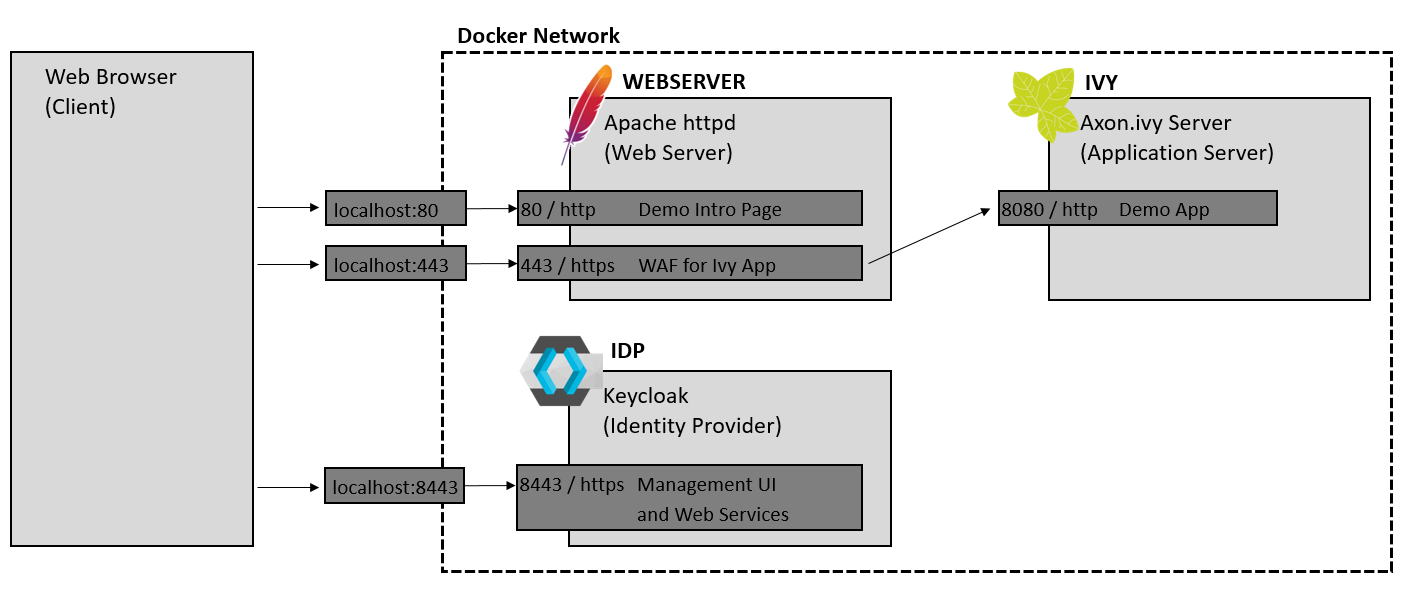 Docker Network
Web Browser
(Client)
WEBSERVER
Apache httpd
(Web Server)
IVY
Axon.ivy Server
(Application Server)
localhost:80
80 / http Demo Intro Page
8080 / http Demo App
localhost:443
443 / https WAF for Ivy App
IDP
Keycloak
(Identity Provider)
localhost:8443
8443 / https Management UI
and Web Services